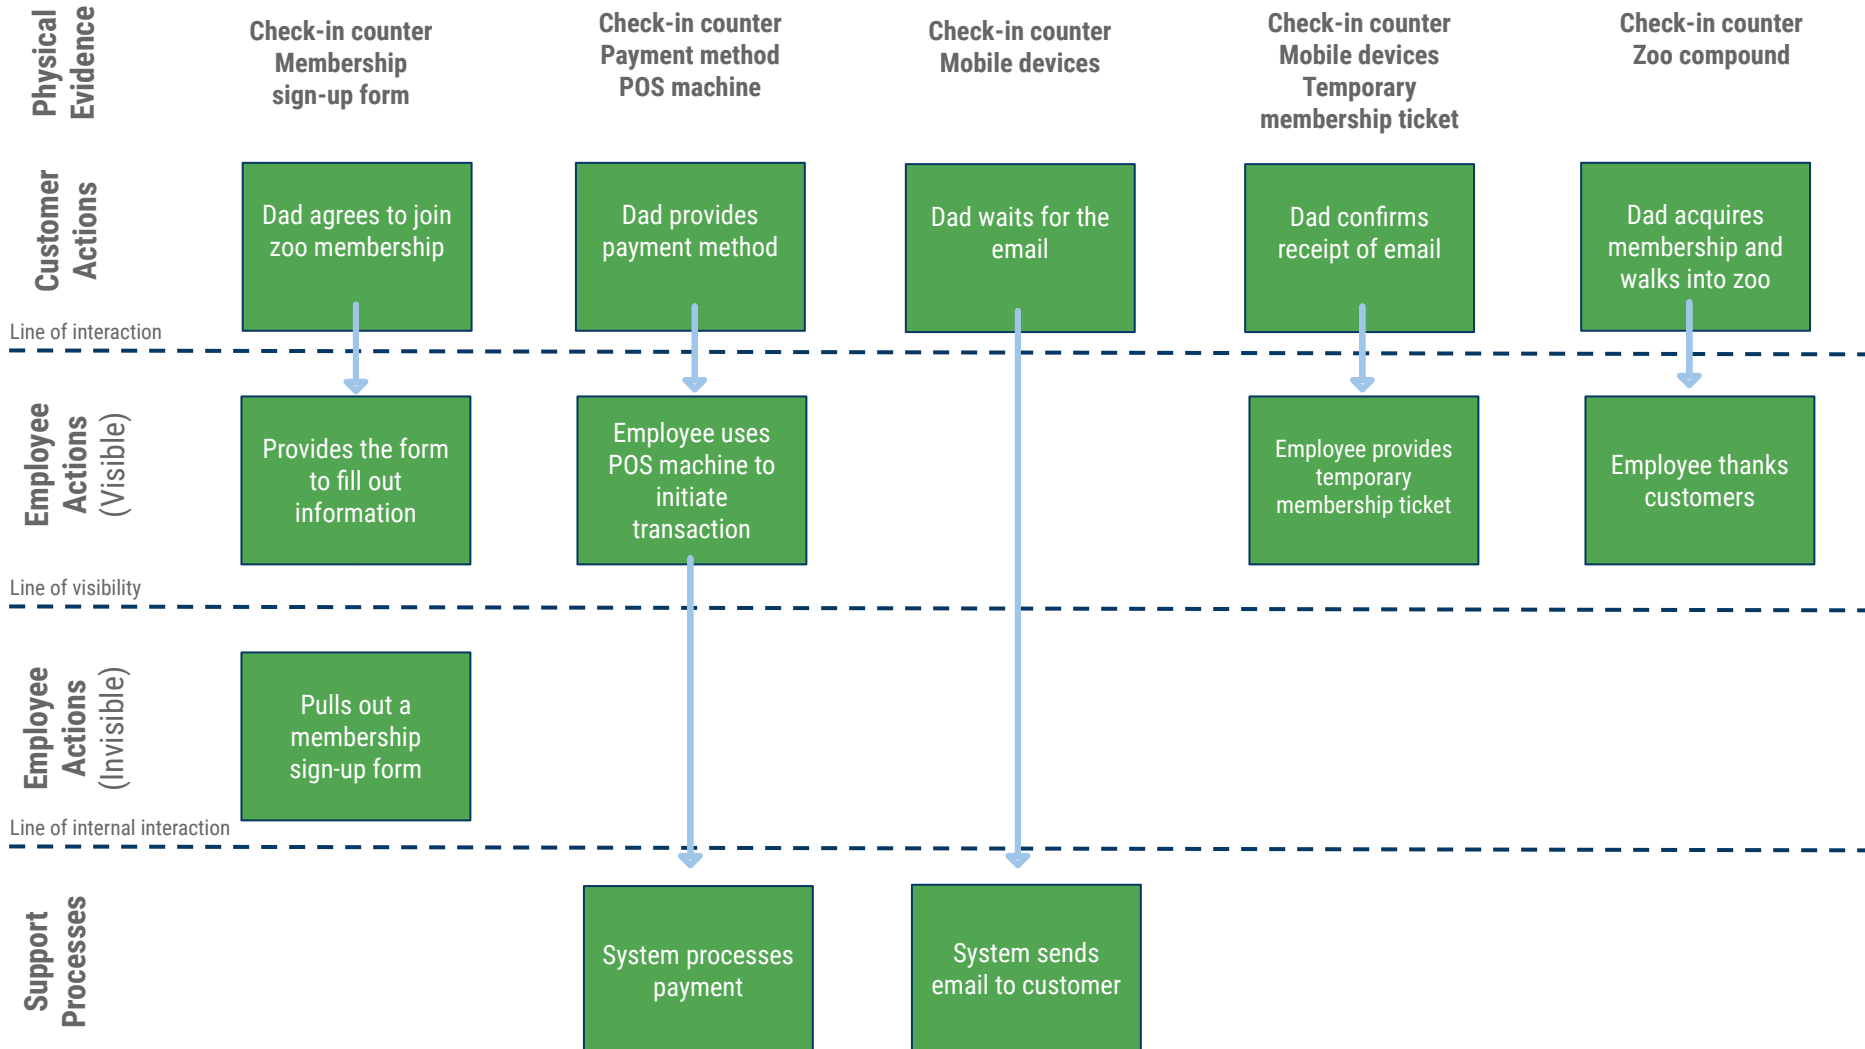 Physical
Evidence
Check-in counter
Membership
sign-up form
Check-in counter
Payment method
POS machine
Check-in counter
Mobile devices
Check-in counter
Mobile devices
Temporary
membership ticket
Check-in counter
Zoo compound
Customer
Actions
Dad agrees to join
zoo membership
Dad provides
payment method
Dad waits for the
email
Dad confirms
receipt of email
Dad acquires
membership and
walks into zoo
Line of interaction
Employee
Actions
(Visible)
Provides the form
to fill out
information
Employee uses
POS machine to
initiate
transaction
Employee provides
temporary
membership ticket
Employee thanks
customers
Line of visibility
Employee
Actions
(Invisible)
Pulls out a
membership
sign-up form
Line of internal interaction
Support
Processes
System processes
payment
System sends
email to customer